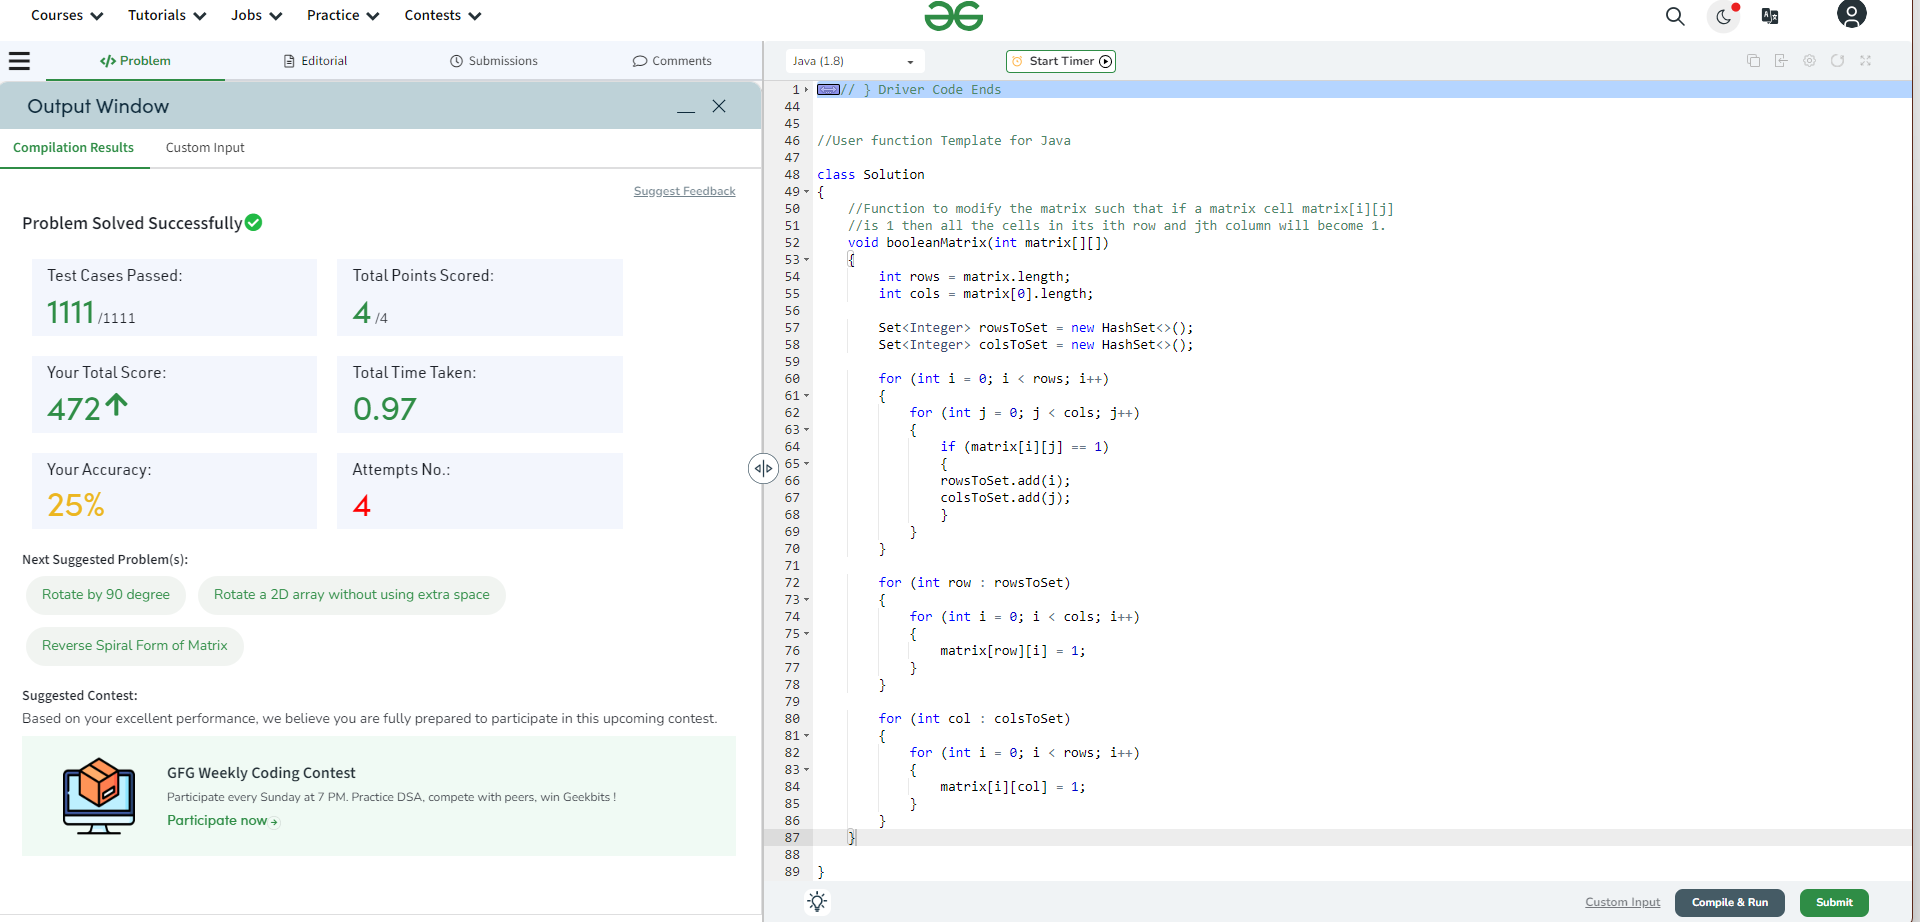 Courses Tutorials Jobs Practice Contests
</> Problem Editorial Submissions Comments
Output Window
Compilation Results Custom Input
Suggest Feedback
Problem Solved Successfully
Test Cases Passed:
1111 /1111
Total Points Scored:
4 /4
Your Total Score:
472
Total Time Taken:
0.97
Your Accuracy:
25%
Attempts No.:
4
Next Suggested Problem(s):
Rotate by 90 degree
Rotate a 2D array without using extra space
Reverse Spiral Form of Matrix
Suggested Contest:
Based on your excellent performance, we believe you are fully prepared to participate in this upcoming contest.
GFG Weekly Coding Contest
Participate every Sunday at 7 PM. Practice DSA, compete with peers, win Geekbits !
Participate now
Java (1.8)
Start Timer
1 // } Driver Code Ends
44
45
46 //User function Template for Java
47
48 class Solution
49 {
50 //Function to modify the matrix such that if a matrix cell matrix[i][j]
51 //is 1 then all the cells in its ith row and jth column will become 1.
52 void booleanMatrix(int matrix[][])
53 {
54 int rows = matrix.length;
55 int cols = matrix[0].length;
56
57 Set<Integer> rowsToSet = new HashSet<>();
58 Set<Integer> colsToSet = new HashSet<>();
59
60 for (int i = 0; i < rows; i++)
61 {
62 for (int j = 0; j < cols; j++)
63 {
64 if (matrix[i][j] == 1)
65 {
66 rowsToSet.add(i);
67 colsToSet.add(j);
68 }
69 }
70 }
71
72 for (int row : rowsToSet)
73 {
74 for (int i = 0; i < cols; i++)
75 {
76 matrix[row][i] = 1;
77 }
78 }
79
80 for (int col : colsToSet)
81 {
82 for (int i = 0; i < rows; i++)
83 {
84 matrix[i][col] = 1;
85 }
86 }
87 }
88
89 }
Custom Input Compile & Run Submit